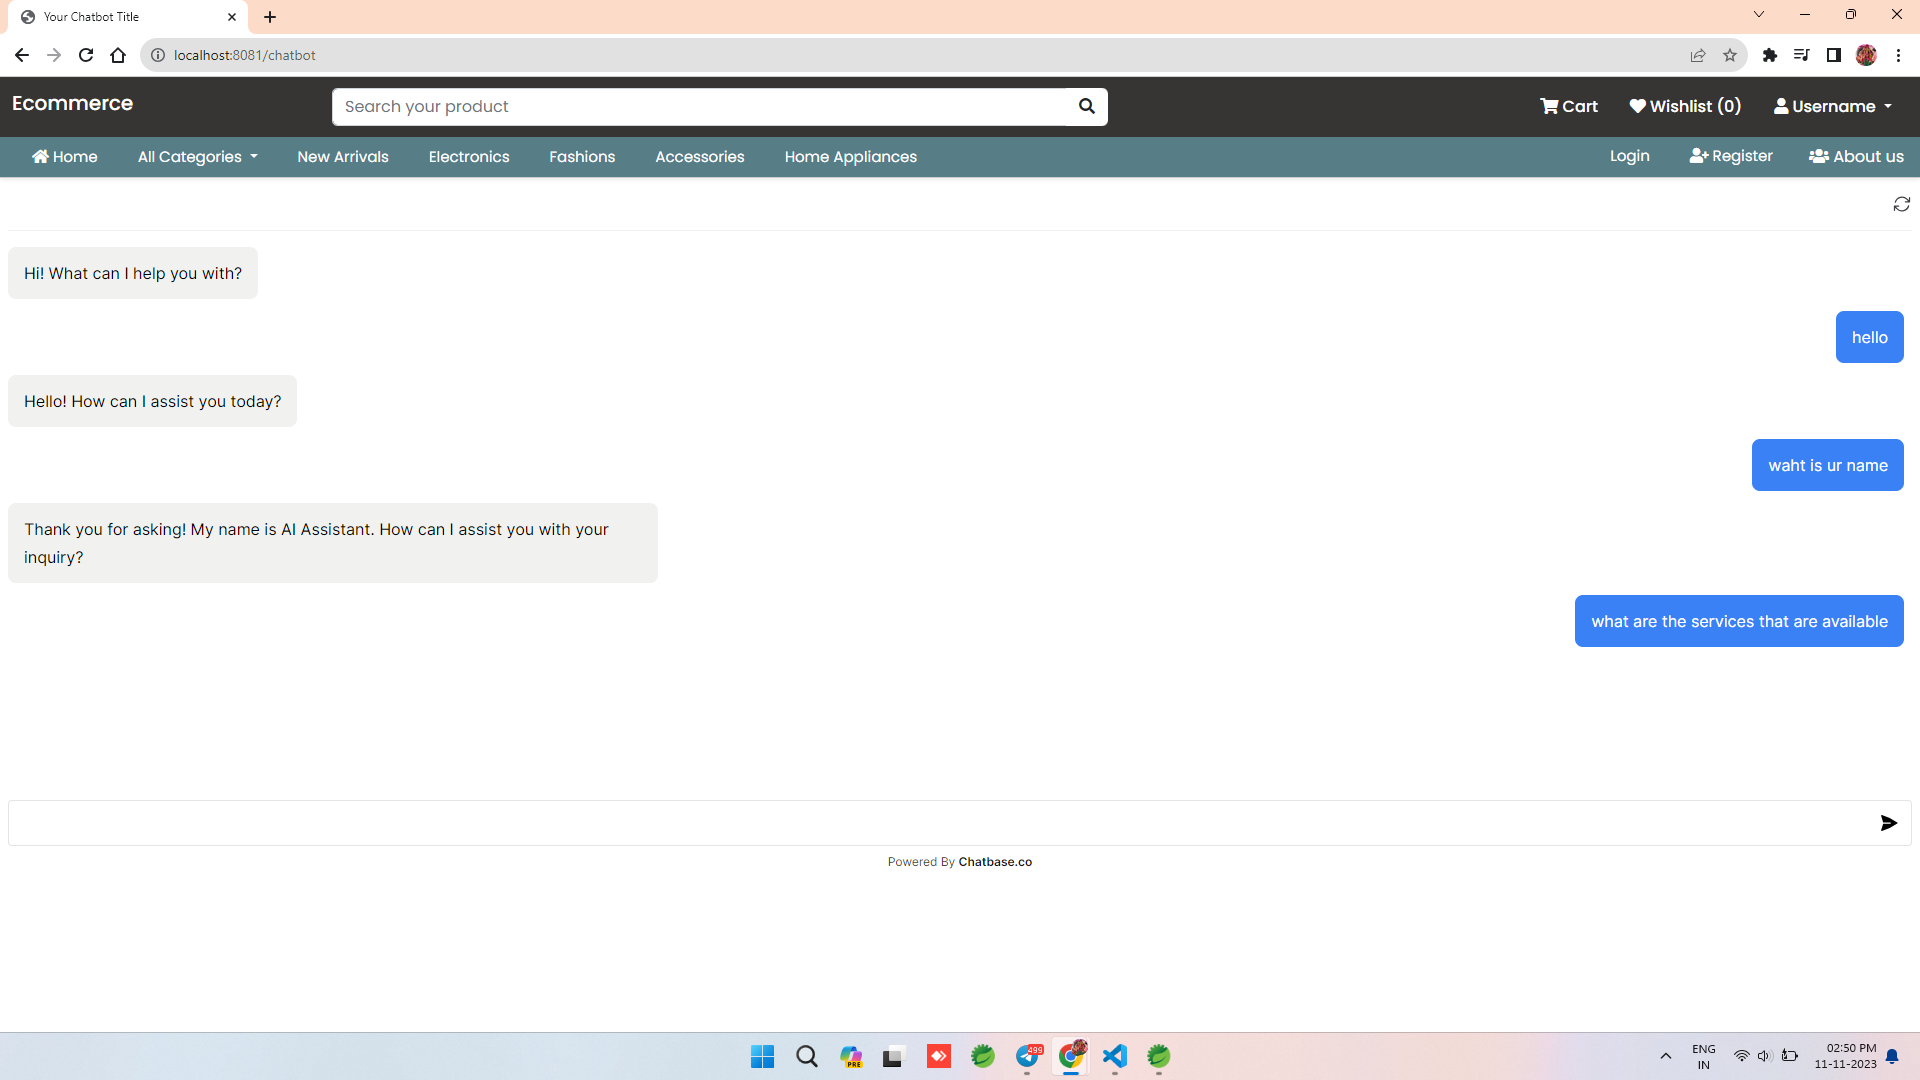 Your Chatbot Title
localhost:8081/chatbot
Ecommerce
Search your product
Cart
Wishlist (0)
Username
Home
All Categories
New Arrivals
Electronics
Fashions
Accessories
Home Appliances
Login
Register
About us
Hi! What can I help you with?
hello
Hello! How can I assist you today?
waht is ur name
Thank you for asking! My name is AI Assistant. How can I assist you with your
inquiry?
what are the services that are available
Powered By Chatbase.co
PRE
499
ENG
IN
02:50 PM
11-11-2023